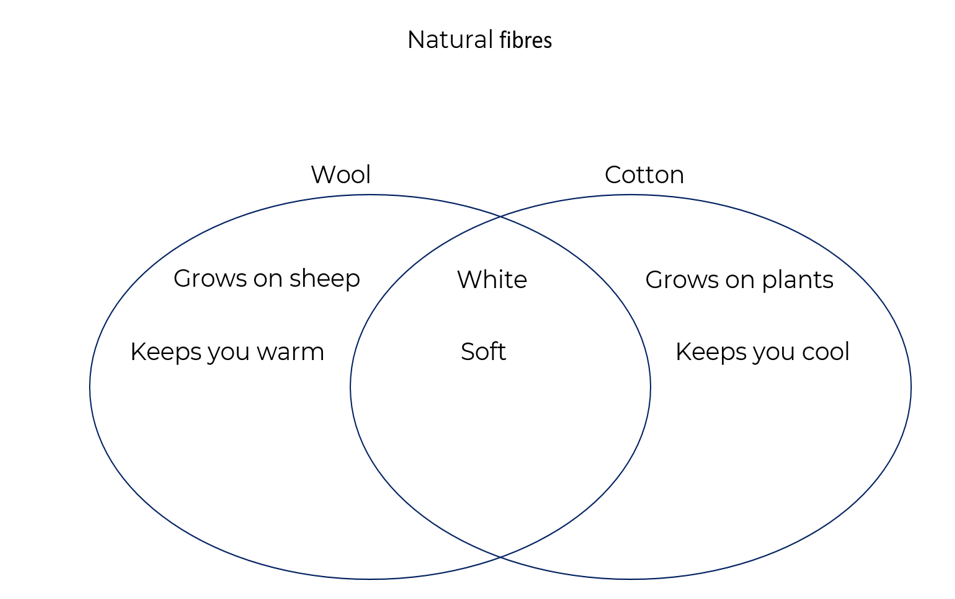 Natural fibres
Wool
Cotton
Grows on sheep
White
Grows on plants
Keeps you warm
Soft
Keeps you cool